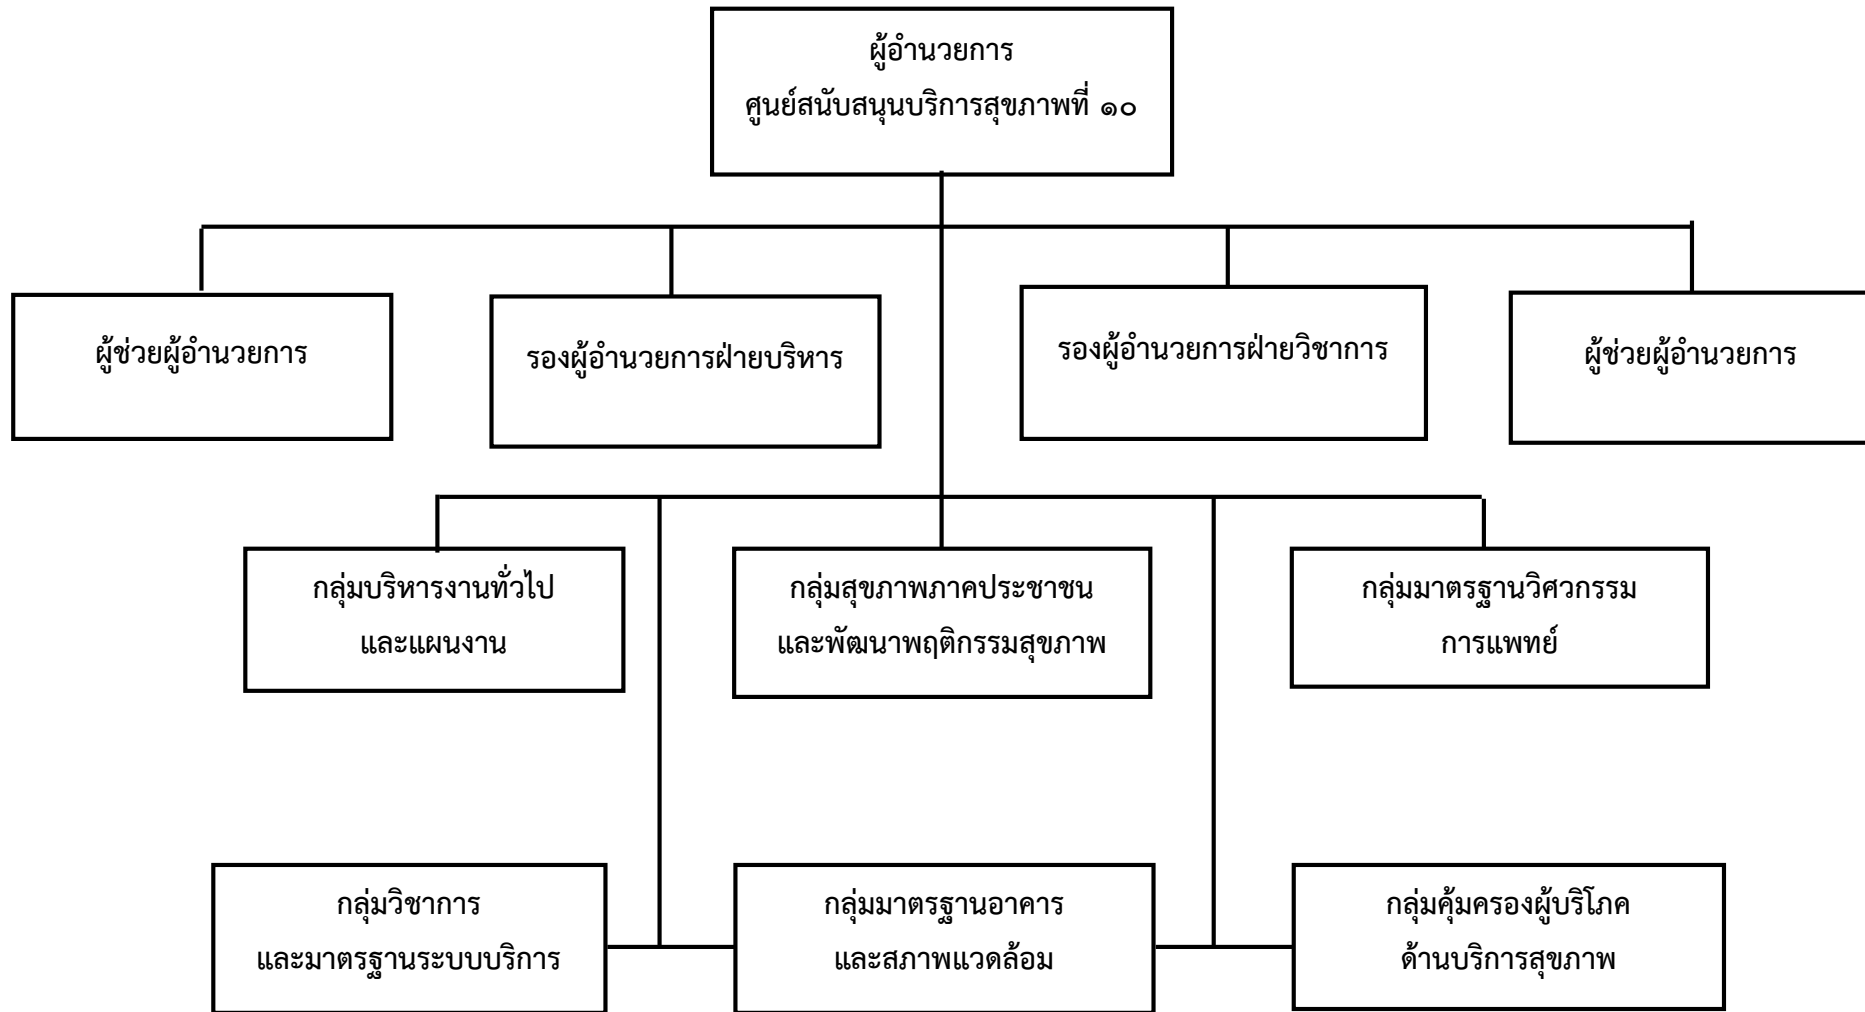 ผู้อำนวยการ
ศูนย์สนับสนุนบริการสุขภาพที่ ๑๐
ผู้ช่วยผู้อำนวยการ
รองผู้อำนวยการฝ่ายบริหาร
รองผู้อำนวยการฝ่ายวิชาการ
ผู้ช่วยผู้อำนวยการ
กลุ่มบริหารงานทั่วไป
และแผนงาน
กลุ่มสุขภาพภาคประชาชน
และพัฒนาพฤติกรรมสุขภาพ
กลุ่มมาตรฐานวิศวกรรม
การแพทย์
กลุ่มวิชาการ
และมาตรฐานระบบบริการ
กลุ่มมาตรฐานอาคาร
และสภาพแวดล้อม
กลุ่มคุ้มครองผู้บริโภค
ด้านบริการสุขภาพ